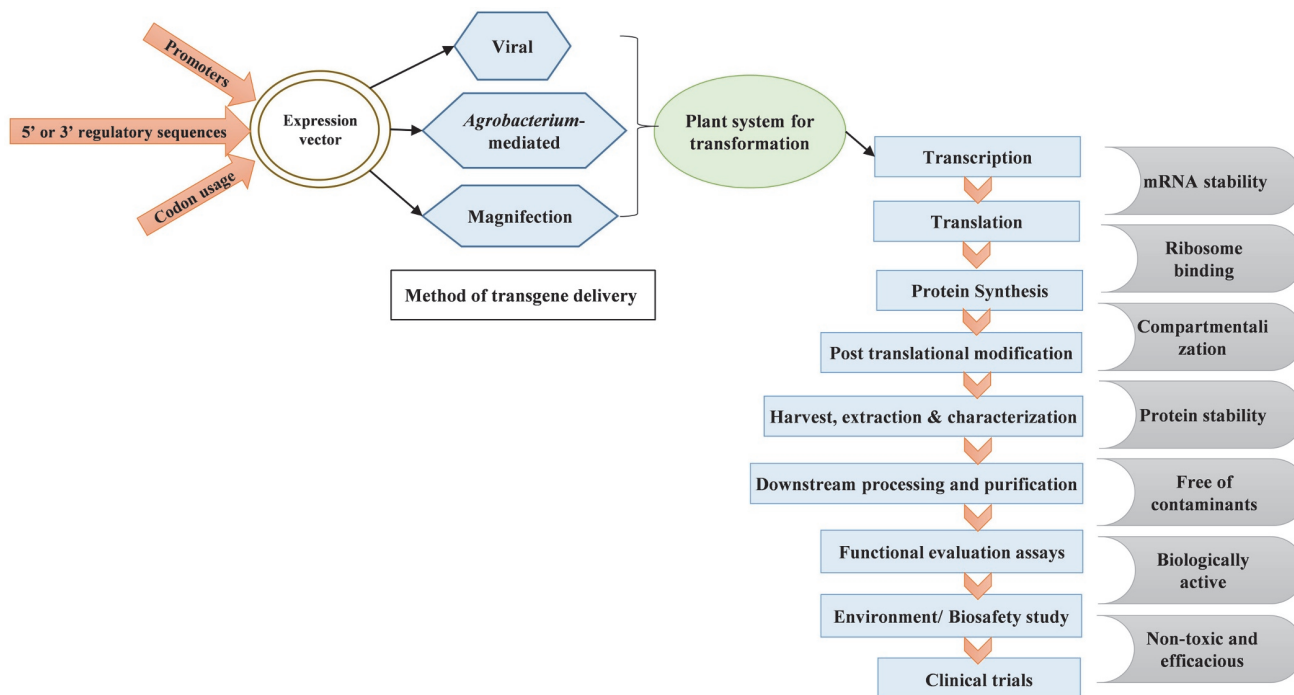 Promoters
5’ or 3’ regulatory sequences
Codon usage
Expression
vector
Viral
Agrobacterium-
mediated
Magnifection
Method of transgene delivery
Plant system for
transformation
Transcription
Translation
Protein Synthesis
Post translational modification
Harvest, extraction & characterization
Downstream processing and purification
Functional evaluation assays
Environment/ Biosafety study
Clinical trials
mRNA stability
Ribosome
binding
Compartmentali
zation
Protein stability
Free of
contaminants
Biologically
active
Non-toxic and
efficacious